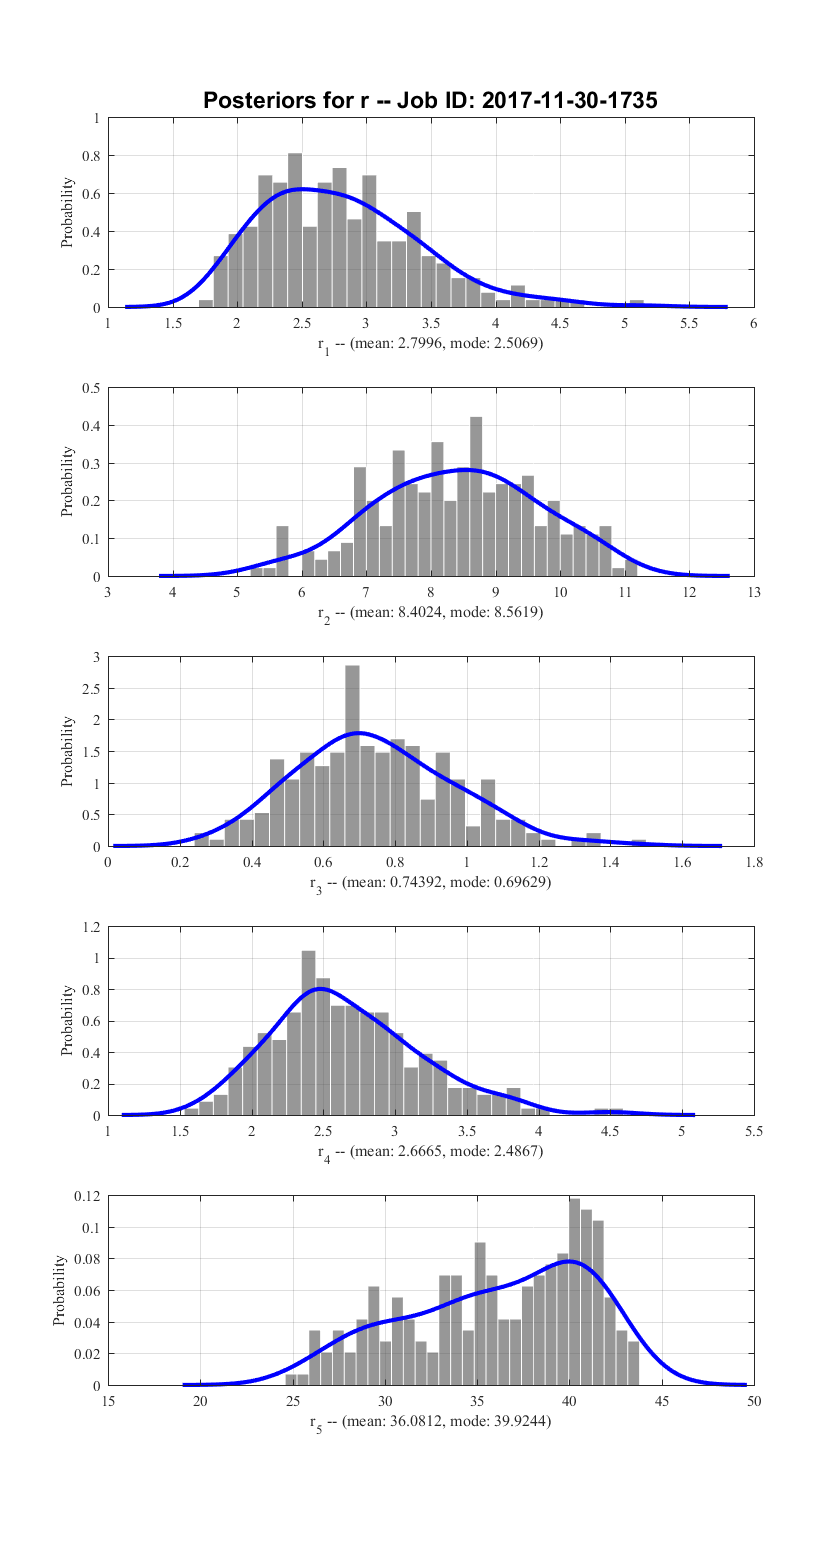 Posteriors for r -- Job ID: 2017-11-30-1735
1
0.8
0.6
0.4
0.2
0
Probability
1 1.5 2 2.5 3 3.5 4 4.5 5 5.5 6
r1 -- (mean: 2.7996, mode: 2.5069)
0.5
0.4
0.3
0.2
0.1
0
Probability
3 4 5 6 7 8 9 10 11 12 13
r2 -- (mean: 8.4024, mode: 8.5619)
3
2.5
2
1.5
1
0.5
0
Probability
0 0.2 0.4 0.6 0.8 1 1.2 1.4 1.6 1.8
r3 -- (mean: 0.74392, mode: 0.69629)
1.2
1
0.8
0.6
0.4
0.2
0
Probability
1 1.5 2 2.5 3 3.5 4 4.5 5 5.5
r4 -- (mean: 2.6665, mode: 2.4867)
0.12
0.1
0.08
0.06
0.04
0.02
0
Probability
15 20 25 30 35 40 45 50
r5 -- (mean: 36.0812, mode: 39.9244)